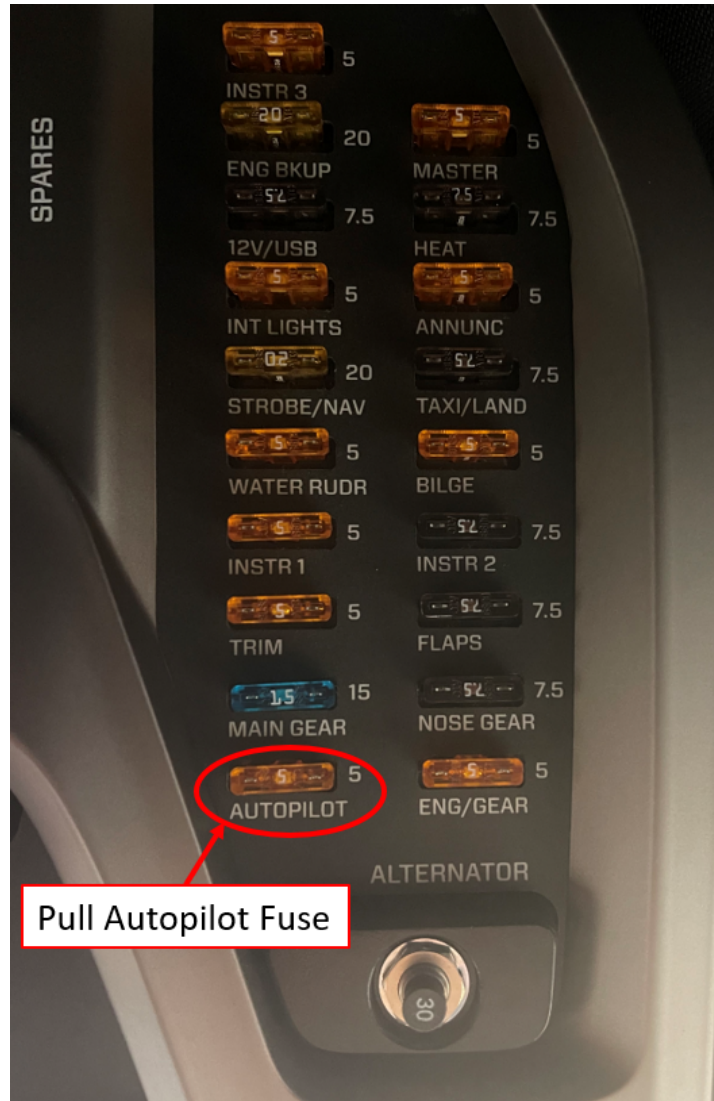 SPARES
5 5
INSTR 3
20 20 5 5
ENG BKUP MASTER
7.5 7.5 7.5 7.5
12V/USB HEAT
5 5 5 5
INT LIGHTS ANNUNC
20 20 7.5 7.5
STROBE/NAV TAXI/LAND
5 5 5 5
WATER RUDR BILGE
5 5 7.5 7.5
INSTR 1 INSTR 2
5 5 7.5 7.5
TRIM FLAPS
15 15 7.5 7.5
MAIN GEAR NOSE GEAR
5 5 5 5
AUTOPILOT ENG/GEAR
ALTERNATOR
Pull Autopilot Fuse
30